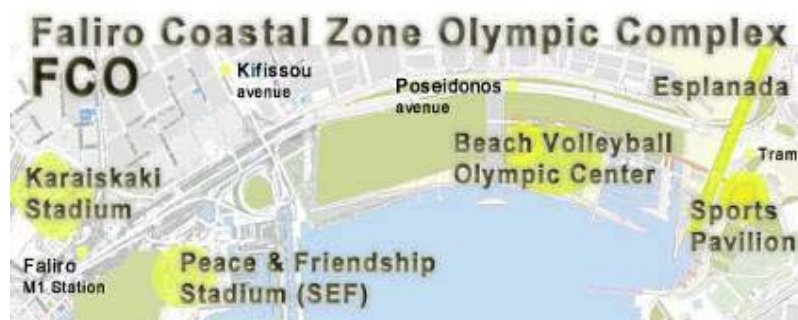 Faliro Coastal Zone Olympic Complex
FCO
Kifissou
avenue
Poseidonos
avenue
Esplanada
Beach Volleyball
Olympic Center
Tram
Karaiskaki
Stadium
Sports
Pavilion
Faliro
M1 Station
Peace & Friendship
Stadium (SEF)